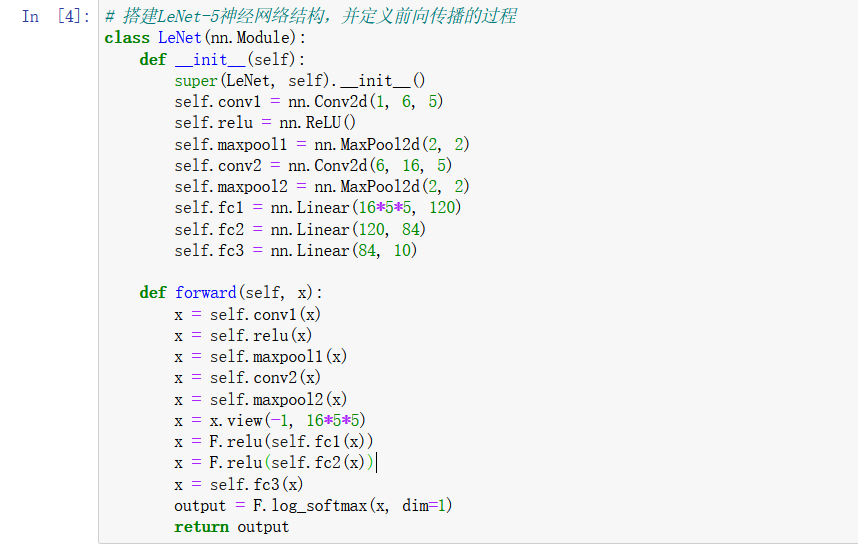 In [4]: # 搭建LeNet-5神经网络结构，并定义前向传播的过程
class LeNet(nn.Module):
    def __init__(self):
        super(LeNet, self).__init__()
        self.conv1 = nn.Conv2d(1, 6, 5)
        self.relu = nn.ReLU()
        self.maxpool1 = nn.MaxPool2d(2, 2)
        self.conv2 = nn.Conv2d(6, 16, 5)
        self.maxpool2 = nn.MaxPool2d(2, 2)
        self.fc1 = nn.Linear(16*5*5, 120)
        self.fc2 = nn.Linear(120, 84)
        self.fc3 = nn.Linear(84, 10)

    def forward(self, x):
        x = self.conv1(x)
        x = self.relu(x)
        x = self.maxpool1(x)
        x = self.conv2(x)
        x = self.maxpool2(x)
        x = x.view(-1, 16*5*5)
        x = F.relu(self.fc1(x))
        x = F.relu(self.fc2(x))
        x = self.fc3(x)
        output = F.log_softmax(x, dim=1)
        return output